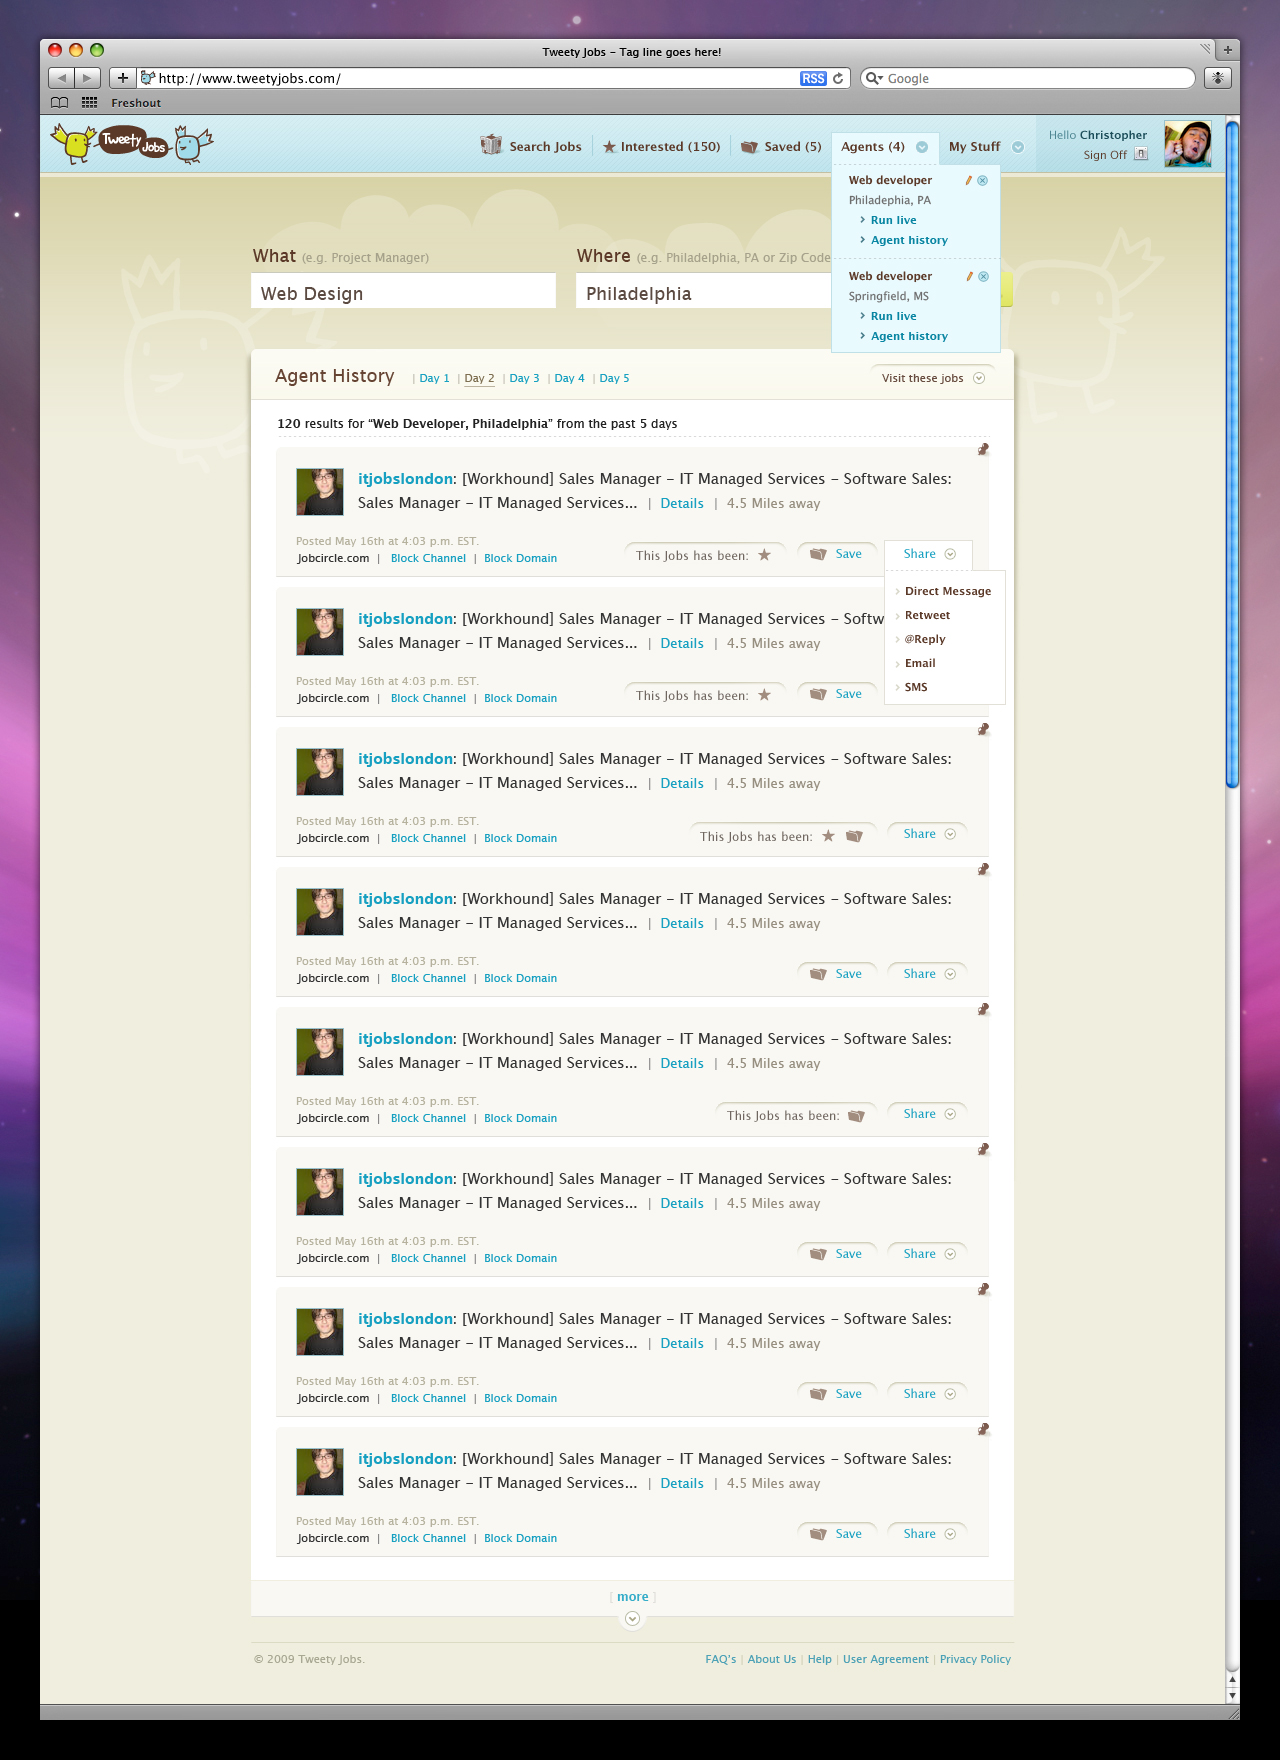 Tweety Jobs – Tag line goes here!
http://www.tweetyjobs.com/ RSS Google
Freshout
Tweety Jobs
Search Jobs Interested (150) Saved (5) Agents (4) My Stuff
Hello Christopher
Sign Off
Web developer
Philadephia, PA
Run live
Agent history
Web developer
Springfield, MS
Run live
Agent history
What (e.g. Project Manager) Where (e.g. Philadelphia, PA or Zip Code
Web Design Philadelphia
Agent History | Day 1 | Day 2 | Day 3 | Day 4 | Day 5 Visit these jobs
120 results for “Web Developer, Philadelphia” from the past 5 days
itjobslondon: [Workhound] Sales Manager – IT Managed Services – Software Sales:
Sales Manager – IT Managed Services... | Details | 4.5 Miles away
Posted May 16th at 4:03 p.m. EST.
Jobcircle.com | Block Channel | Block Domain This Jobs has been: Save Share
Direct Message
Retweet
@Reply
Email
SMS
itjobslondon: [Workhound] Sales Manager – IT Managed Services – Softw
Sales Manager – IT Managed Services... | Details | 4.5 Miles away
Posted May 16th at 4:03 p.m. EST.
Jobcircle.com | Block Channel | Block Domain This Jobs has been: Save
itjobslondon: [Workhound] Sales Manager – IT Managed Services – Software Sales:
Sales Manager – IT Managed Services... | Details | 4.5 Miles away
Posted May 16th at 4:03 p.m. EST.
Jobcircle.com | Block Channel | Block Domain This Jobs has been: Share
itjobslondon: [Workhound] Sales Manager – IT Managed Services – Software Sales:
Sales Manager – IT Managed Services... | Details | 4.5 Miles away
Posted May 16th at 4:03 p.m. EST.
Jobcircle.com | Block Channel | Block Domain Save Share
itjobslondon: [Workhound] Sales Manager – IT Managed Services – Software Sales:
Sales Manager – IT Managed Services... | Details | 4.5 Miles away
Posted May 16th at 4:03 p.m. EST.
Jobcircle.com | Block Channel | Block Domain This Jobs has been: Share
itjobslondon: [Workhound] Sales Manager – IT Managed Services – Software Sales:
Sales Manager – IT Managed Services... | Details | 4.5 Miles away
Posted May 16th at 4:03 p.m. EST.
Jobcircle.com | Block Channel | Block Domain Save Share
itjobslondon: [Workhound] Sales Manager – IT Managed Services – Software Sales:
Sales Manager – IT Managed Services... | Details | 4.5 Miles away
Posted May 16th at 4:03 p.m. EST.
Jobcircle.com | Block Channel | Block Domain Save Share
itjobslondon: [Workhound] Sales Manager – IT Managed Services – Software Sales:
Sales Manager – IT Managed Services... | Details | 4.5 Miles away
Posted May 16th at 4:03 p.m. EST.
Jobcircle.com | Block Channel | Block Domain Save Share
[ more ]
© 2009 Tweety Jobs. FAQ's | About Us | Help | User Agreement | Privacy Policy